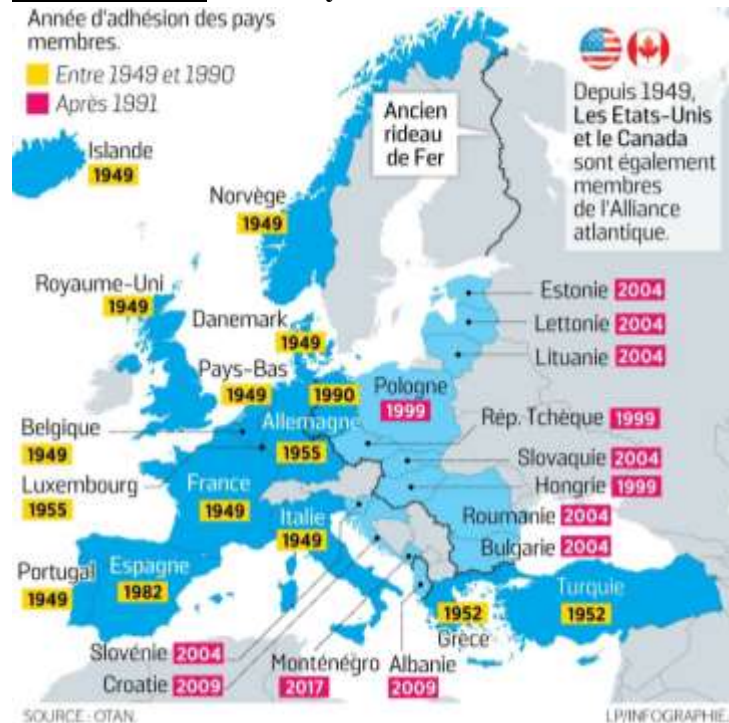 Année d'adhésion des pays
membres.
Entre 1949 et 1990
Après 1991
Depuis 1949,
Les Etats-Unis
et le Canada
sont également
membres
de l'Alliance
atlantique.
Ancien
rideau
de Fer
Islande
1949
Norvège
1949
Royaume-Uni
1949
Danemark
1949
Pays-Bas
1949
1990
Allemagne
1955
Pologne
1999
Estonie 2004
Lettonie 2004
Lituanie 2004
Rép. Tchèque 1999
Slovaquie 2004
Hongrie 1999
Roumanie 2004
Bulgarie 2004
Belgique
1949
Luxembourg
1955
France
1949
Italie
1949
Portugal
1949
Espagne
1982
Turquie
1952
1952
Grèce
Slovénie 2004
Croatie 2009
Monténégro
2017
Albanie
2009
SOURCE : OTAN.
LP/INFOGRAPHIE.